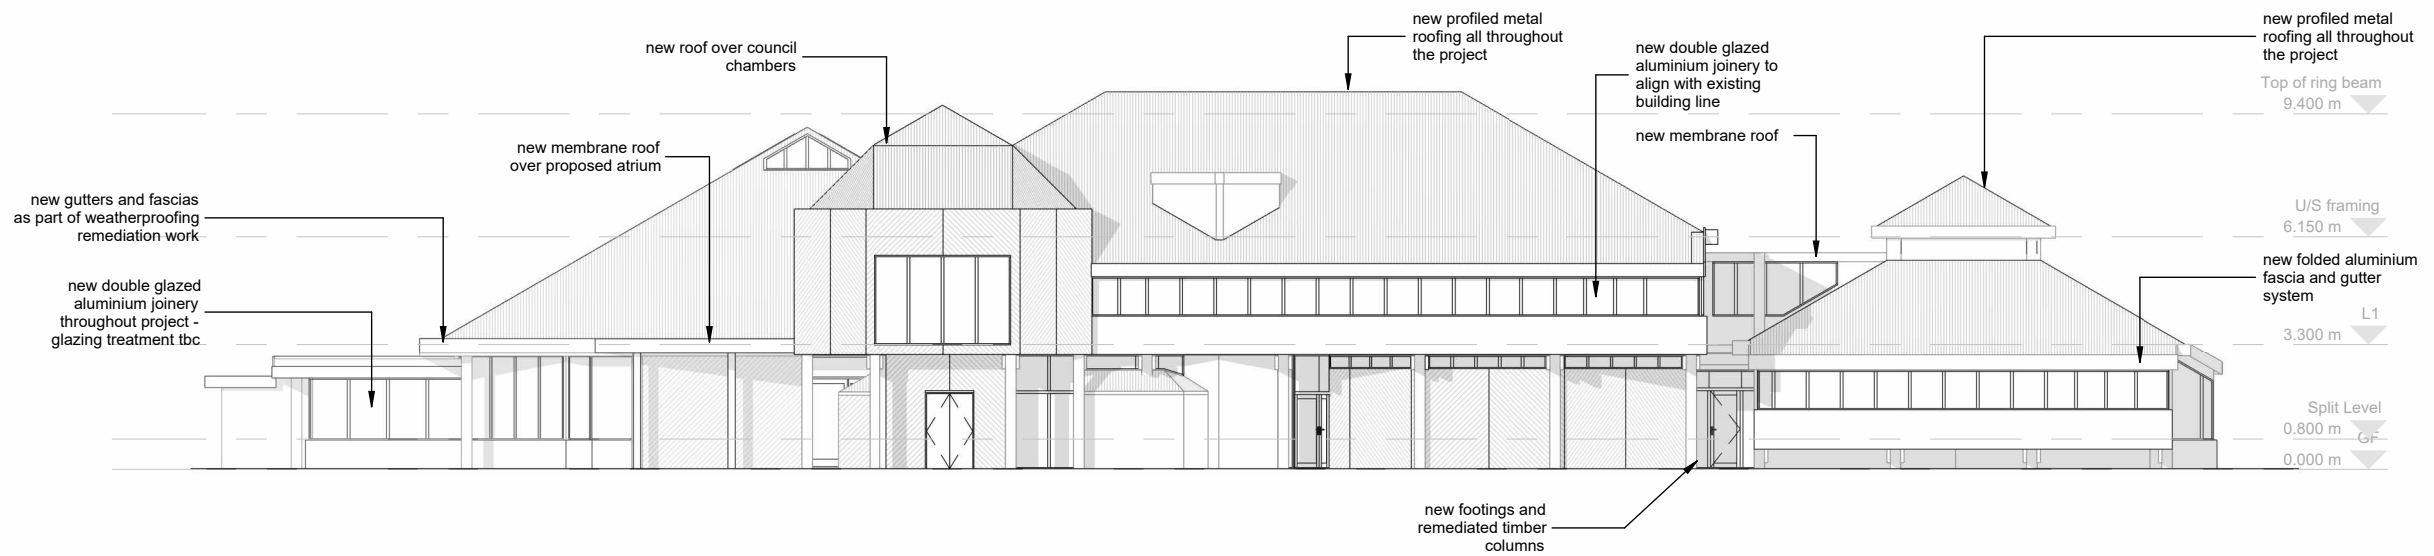 new profiled metal
roofing all throughout
the project
new profiled metal
roofing all throughout
the project
new roof over council
chambers
new double glazed
aluminium joinery to
align with existing
building line
Top of ring beam
9.400 m
new membrane roof
new membrane roof
over proposed atrium
new gutters and fascias
as part of weatherproofing
remediation work
U/S framing
6.150 m
new folded aluminium
fascia and gutter
system
new double glazed
aluminium joinery
throughout project -
glazing treatment tbc
L1
3.300 m
Split Level
0.800 m
GF
0.000 m
new footings and
remediated timber
columns